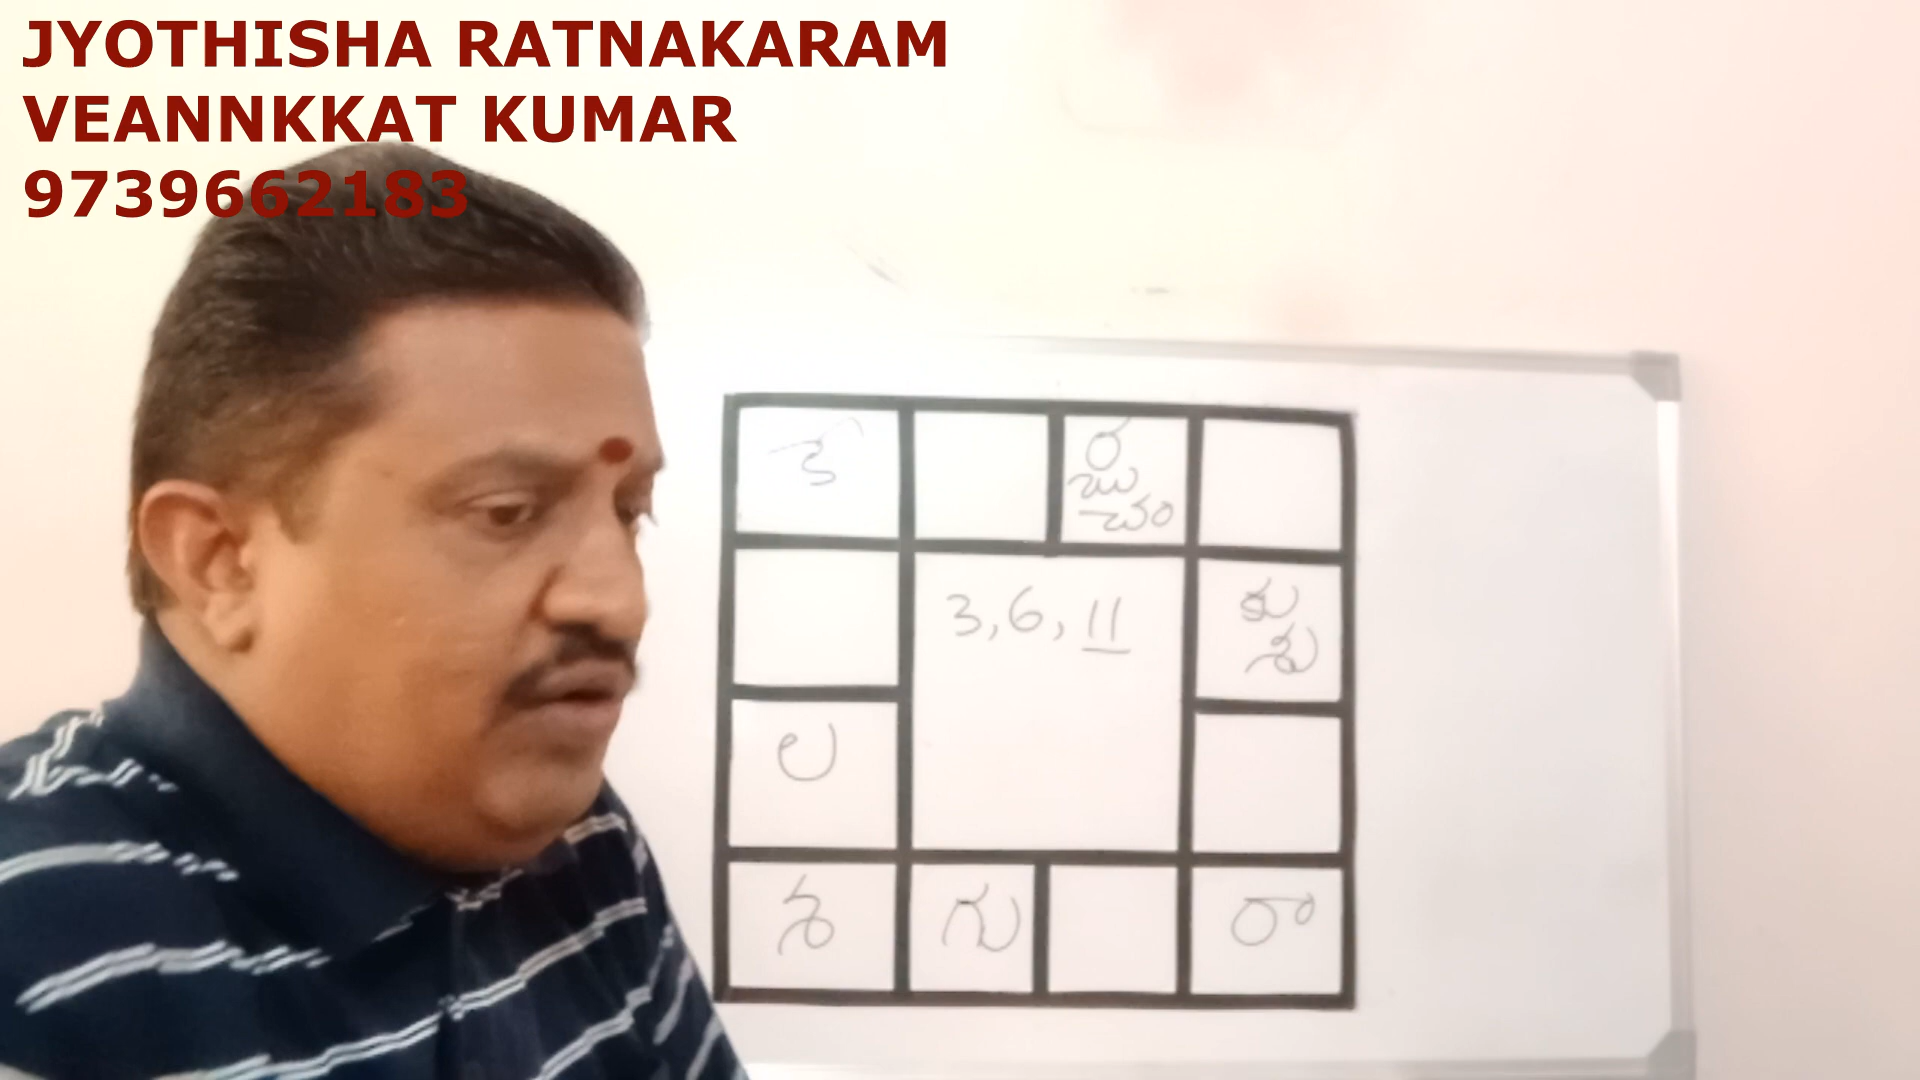 JYOTHISHA RATNAKARAM
VEANNKKAT KUMAR
9739662183
కే
ర
బు
చం
3, 6, 11
కు
శు
ల
శ
గు
రా